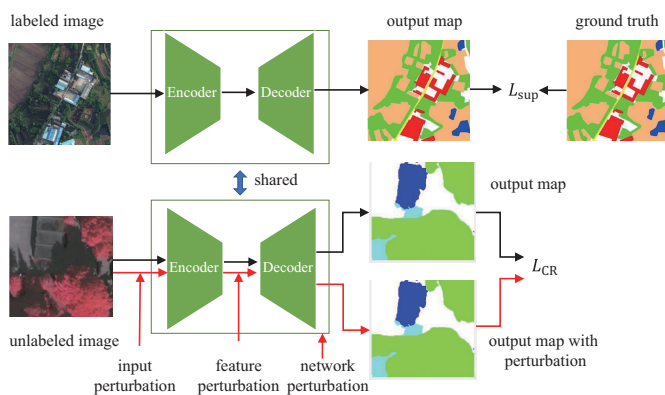 labeled image
output map
ground truth
Encoder
Decoder
L_sup
shared
output map
Encoder
Decoder
L_CR
unlabeled image
input
perturbation
feature
perturbation
network
perturbation
output map with
perturbation